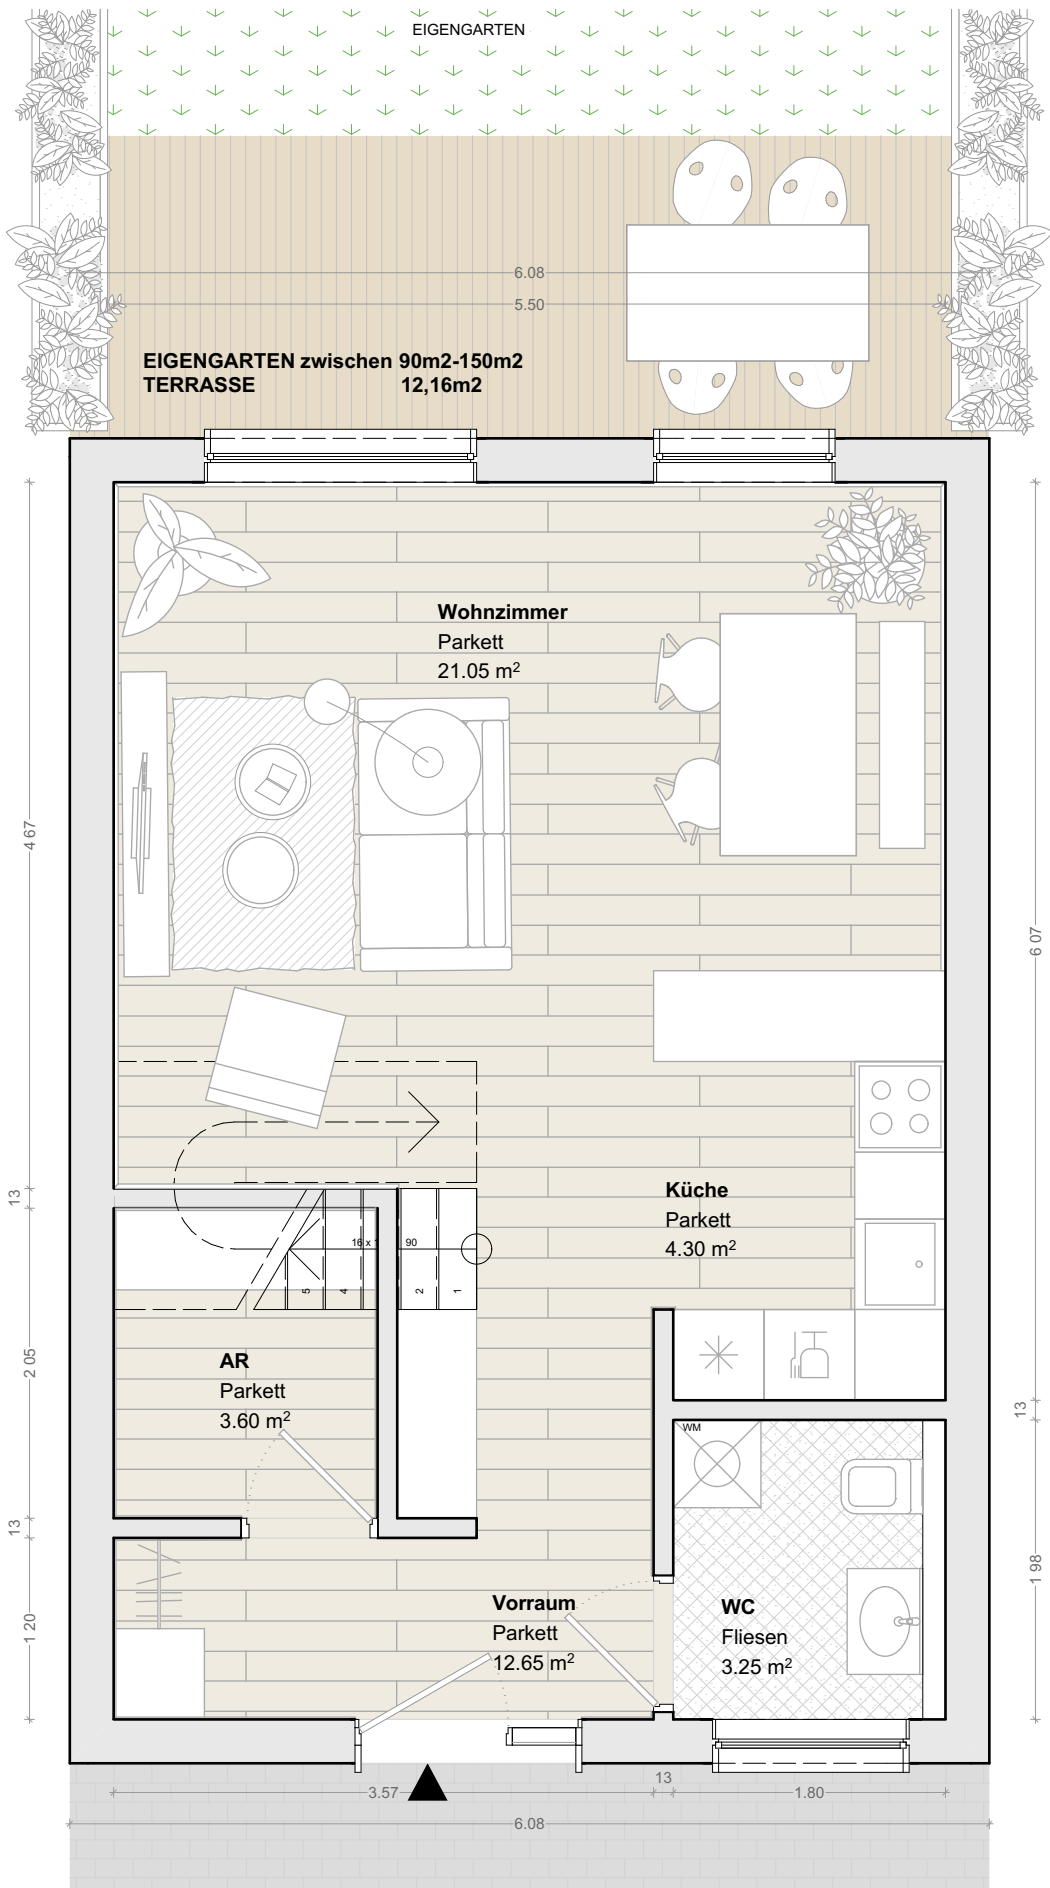 EIGENGARTEN
6.08
5.50
EIGENGARTEN zwischen 90m2-150m2
TERRASSE 12,16m2
Wohnzimmer
Parkett
21.05 m²
4 67
6 07
13
Küche
Parkett
4.30 m²
16 x 1 90
5
4
2
1
AR
Parkett
3.60 m²
2 05
13
WM
13
1 98
1 20
Vorraum
Parkett
12.65 m²
WC
Fliesen
3.25 m²
3.57
13
1.80
6.08